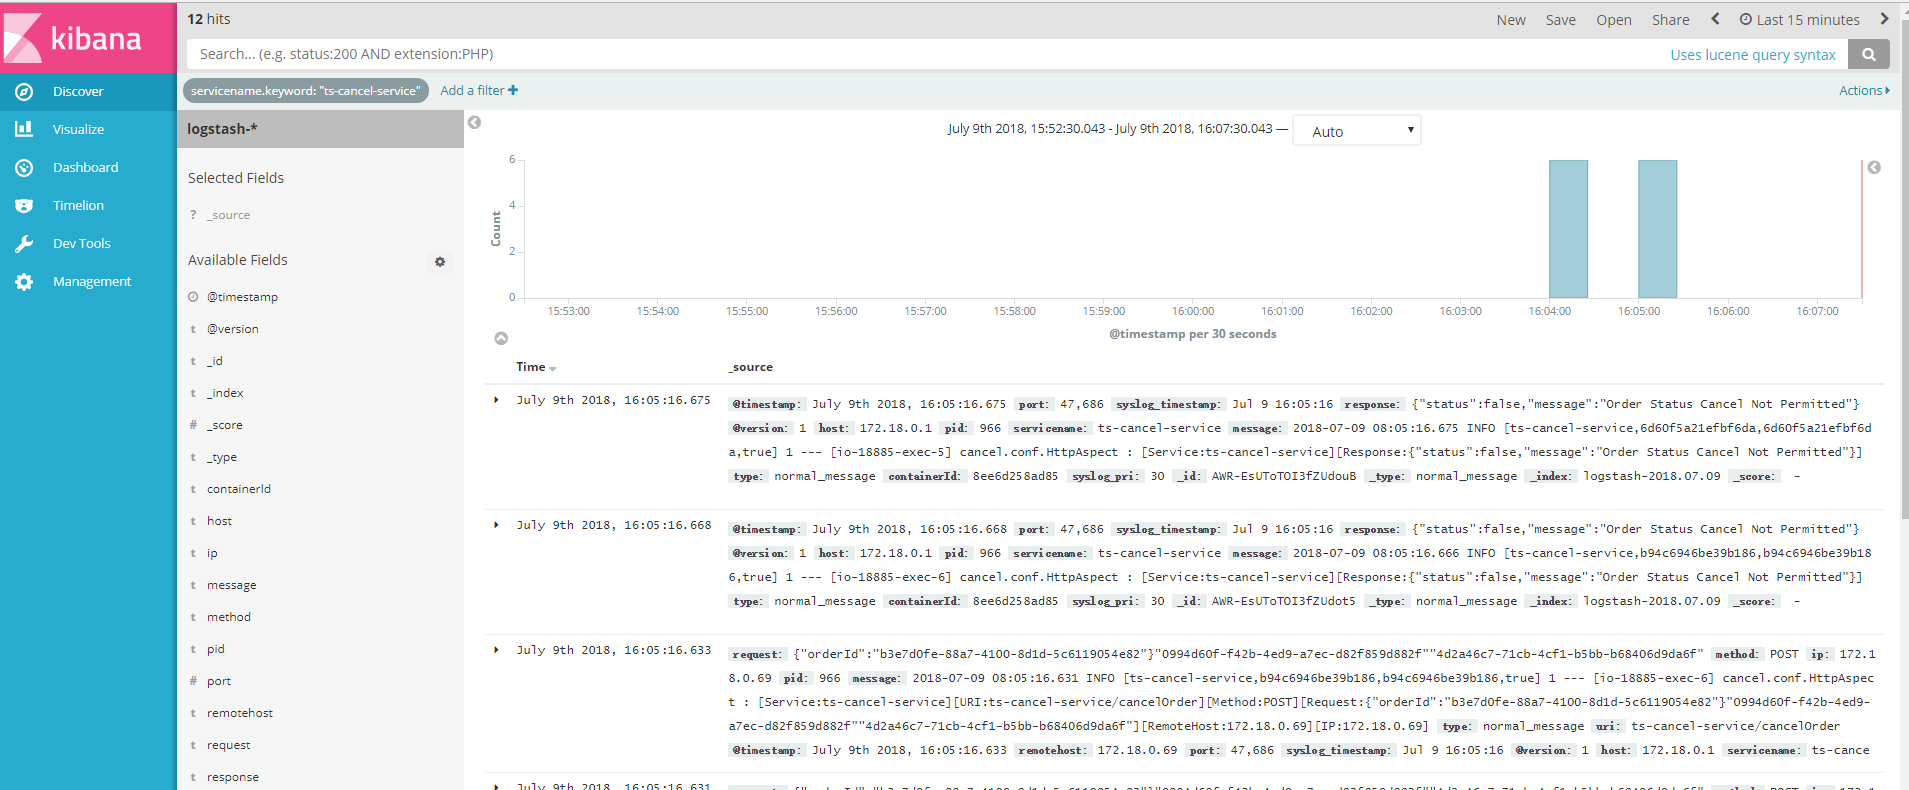 kibana
Discover
Visualize
Dashboard
Timelion
Dev Tools
Management
12 hits
New Save Open Share Last 15 minutes
Search... (e.g. status:200 AND extension:PHP) Uses lucene query syntax
servicename.keyword: "ts-cancel-service" Add a filter Actions
logstash-*
Selected Fields
? _source
Available Fields
@timestamp
t @version
t _id
t _index
# _score
t _type
t containerId
t host
t ip
t message
t method
t pid
# port
t remotehost
t request
t response
July 9th 2018, 15:52:30.043 - July 9th 2018, 16:07:30.043 — Auto
6
4
2
0
Count
15:53:00 15:54:00 15:55:00 15:56:00 15:57:00 15:58:00 15:59:00 16:00:00 16:01:00 16:02:00 16:03:00 16:04:00 16:05:00 16:06:00 16:07:00
@timestamp per 30 seconds
Time _source
July 9th 2018, 16:05:16.675 @timestamp: July 9th 2018, 16:05:16.675 port: 47,686 syslog_timestamp: Jul 9 16:05:16 response: {"status":false,"message":"Order Status Cancel Not Permitted"}
@version: 1 host: 172.18.0.1 pid: 966 servicename: ts-cancel-service message: 2018-07-09 08:05:16.675 INFO [ts-cancel-service,6d60f5a21efbf6da,6d60f5a21efbf6d
a,true] 1 --- [io-18885-exec-5] cancel.conf.HttpAspect : [Service:ts-cancel-service][Response:{"status":false,"message":"Order Status Cancel Not Permitted"}]
type: normal_message containerId: 8ee6d258ad85 syslog_pri: 30 _id: AWR-EsUToTOI3fZUdouB _type: normal_message _index: logstash-2018.07.09 _score: -
July 9th 2018, 16:05:16.668 @timestamp: July 9th 2018, 16:05:16.668 port: 47,686 syslog_timestamp: Jul 9 16:05:16 response: {"status":false,"message":"Order Status Cancel Not Permitted"}
@version: 1 host: 172.18.0.1 pid: 966 servicename: ts-cancel-service message: 2018-07-09 08:05:16.666 INFO [ts-cancel-service,b94c6946be39b186,b94c6946be39b18
6,true] 1 --- [io-18885-exec-6] cancel.conf.HttpAspect : [Service:ts-cancel-service][Response:{"status":false,"message":"Order Status Cancel Not Permitted"}]
type: normal_message containerId: 8ee6d258ad85 syslog_pri: 30 _id: AWR-EsUToTOI3fZUdot5 _type: normal_message _index: logstash-2018.07.09 _score: -
July 9th 2018, 16:05:16.633 request: {"orderId":"b3e7d0fe-88a7-4100-8d1d-5c6119054e82"}"0994d60f-f42b-4ed9-a7ec-d82f859d882f""4d2a46c7-71cb-4cf1-b5bb-b68406d9da6f" method: POST ip: 172.1
8.0.69 pid: 966 message: 2018-07-09 08:05:16.631 INFO [ts-cancel-service,b94c6946be39b186,b94c6946be39b186,true] 1 --- [io-18885-exec-6] cancel.conf.HttpAspec
t : [Service:ts-cancel-service][URI:ts-cancel-service/cancelOrder][Method:POST][Request:{"orderId":"b3e7d0fe-88a7-4100-8d1d-5c6119054e82"}"0994d60f-f42b-4ed9-
a7ec-d82f859d882f""4d2a46c7-71cb-4cf1-b5bb-b68406d9da6f"][RemoteHost:172.18.0.69][IP:172.18.0.69] type: normal_message uri: ts-cancel-service/cancelOrder
@timestamp: July 9th 2018, 16:05:16.633 remotehost: 172.18.0.69 port: 47,686 syslog_timestamp: Jul 9 16:05:16 @version: 1 host: 172.18.0.1 servicename: ts-cance
July 9th 2018, 16:05:16.631